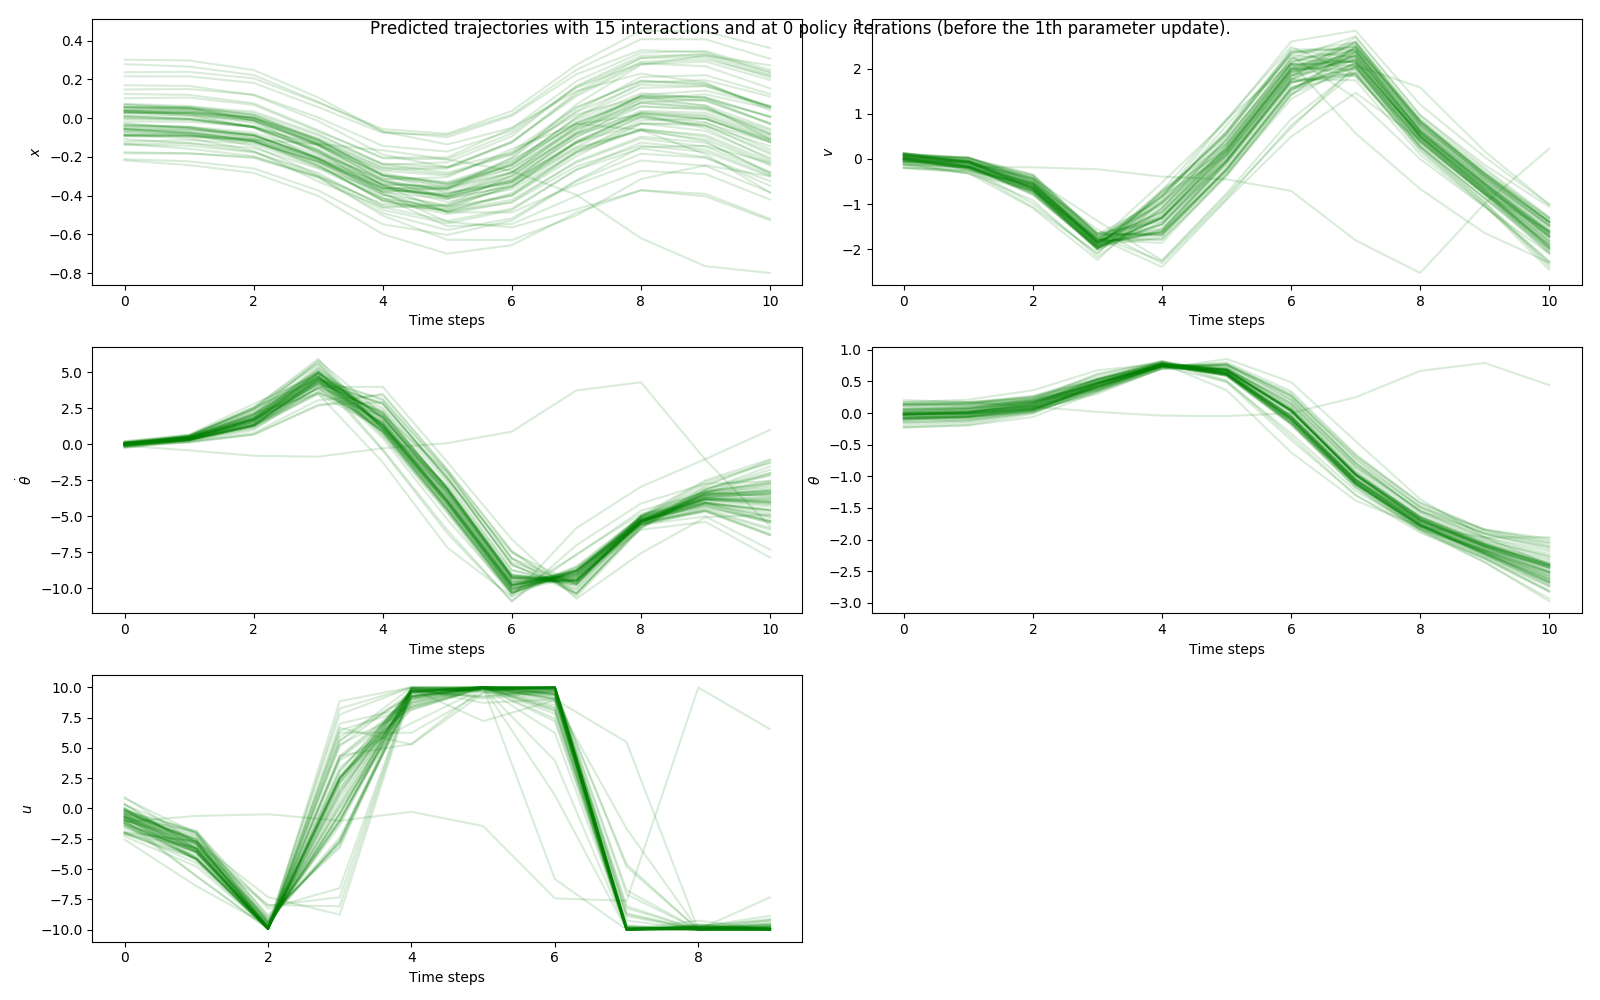 Predicted trajectories with 15 interactions and at 0 policy iterations (before the 1th parameter update).
0.4
0.2
0.0
−0.2
−0.4
−0.6
−0.8
x
0 2 4 6 8 10
Time steps
3
2
1
0
−1
−2
v
0 2 4 6 8 10
Time steps
5.0
2.5
0.0
−2.5
−5.0
−7.5
−10.0
θ̇
0 2 4 6 8 10
Time steps
1.0
0.5
0.0
−0.5
−1.0
−1.5
−2.0
−2.5
−3.0
θ
0 2 4 6 8 10
Time steps
10.0
7.5
5.0
2.5
0.0
−2.5
−5.0
−7.5
−10.0
u
0 2 4 6 8
Time steps